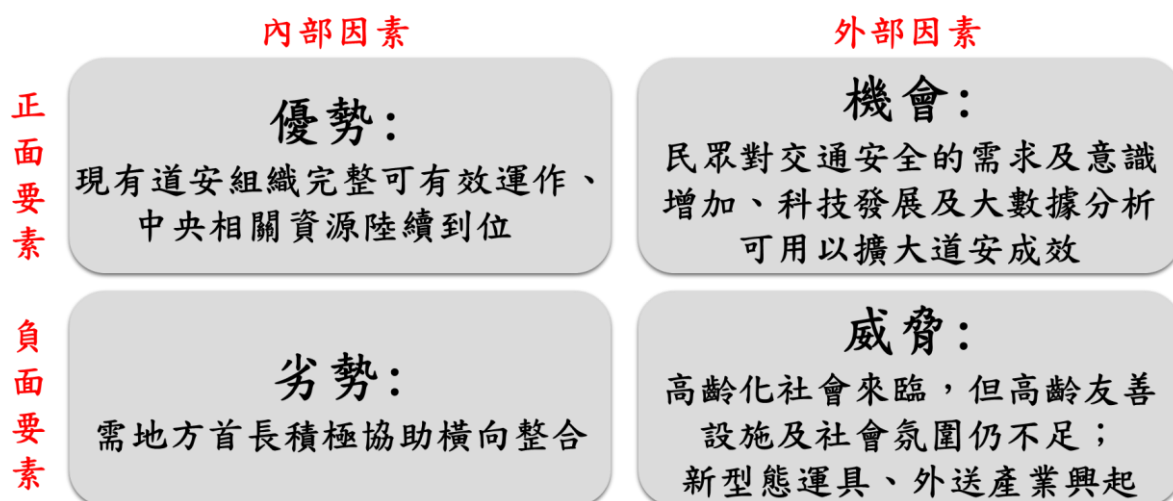 內部因素
外部因素
正面要素
優勢：
現有道安組織完整可有效運作、
中央相關資源陸續到位
機會：
民眾對交通安全的需求及意識
增加、科技發展及大數據分析
可用以擴大道安成效
負面要素
劣勢：
需地方首長積極協助橫向整合
威脅：
高齡化社會來臨，但高齡友善
設施及社會氛圍仍不足；
新型態運具、外送產業興起